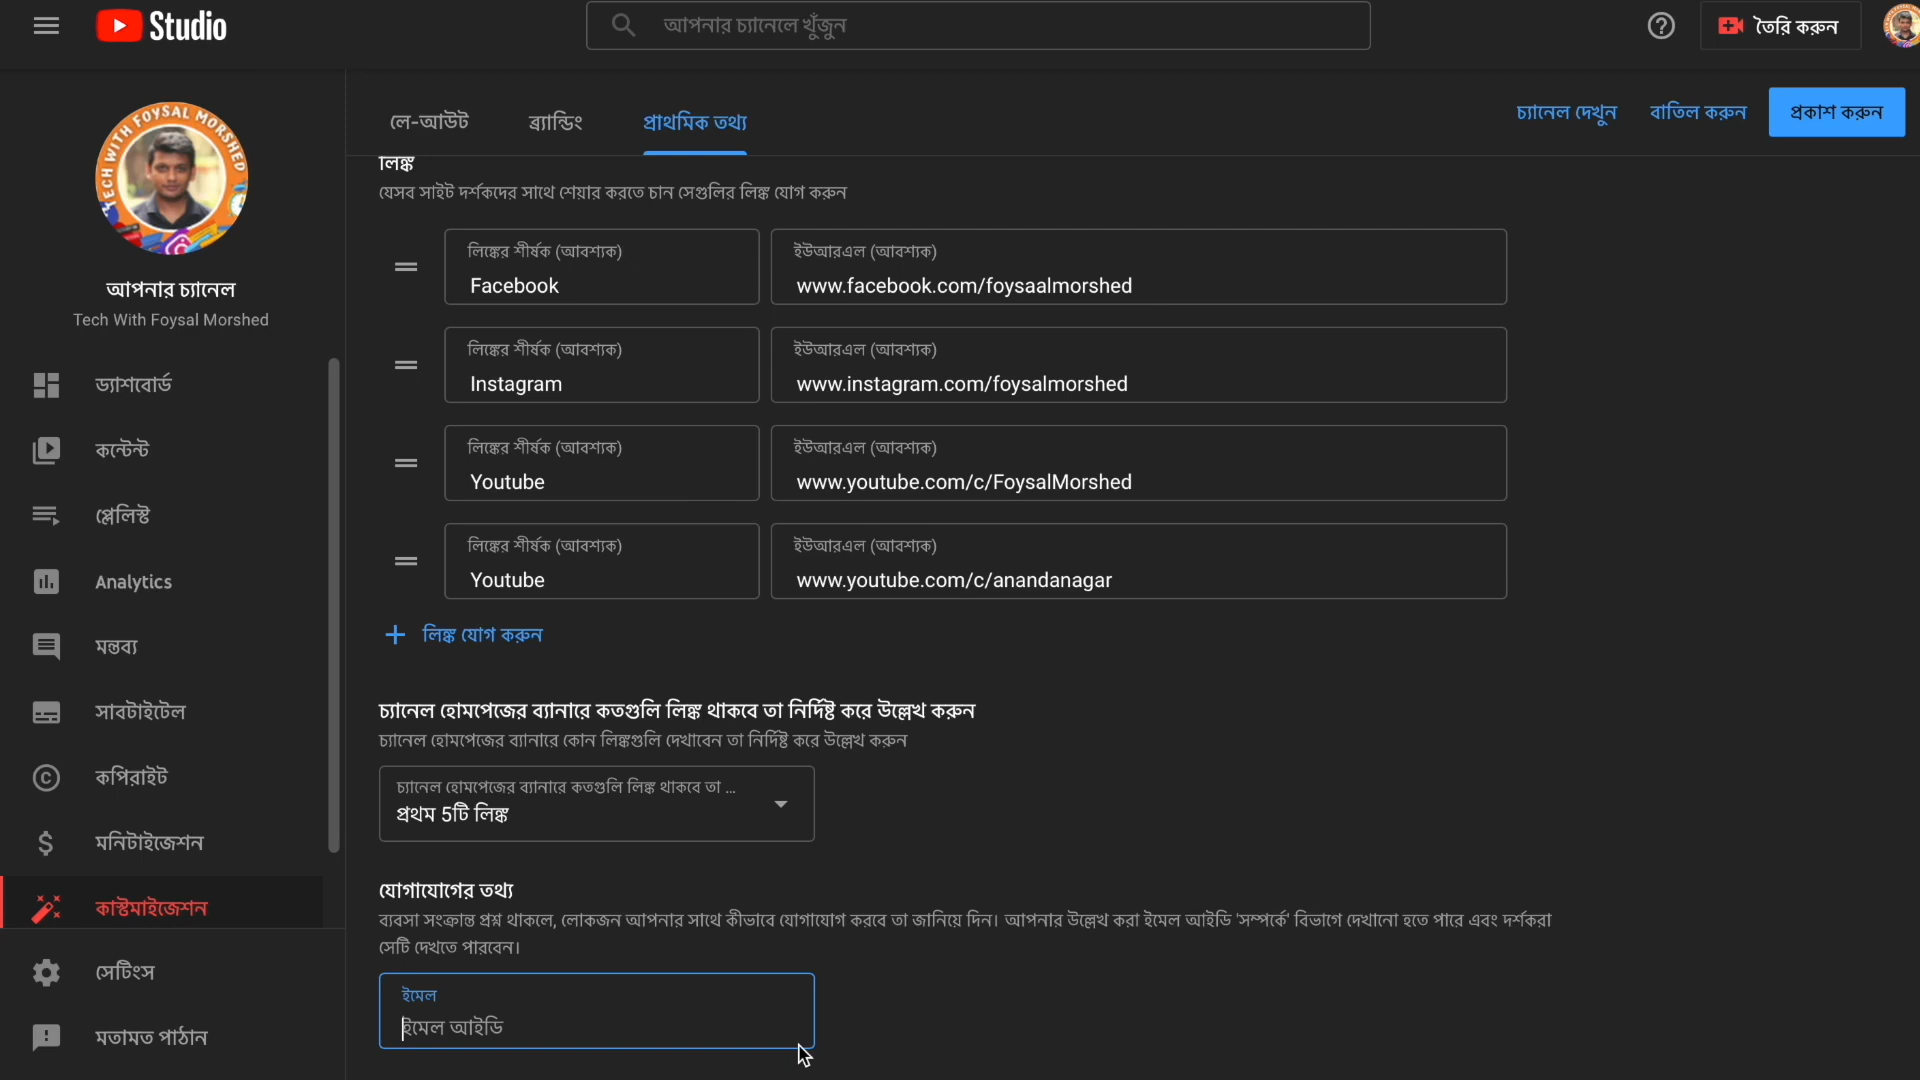 Studio
আপনার চ্যানেলে খুঁজুন
তৈরি করুন
TECH WITH FOYSAL MORSHED
আপনার চ্যানেল
Tech With Foysal Morshed
ড্যাশবোর্ড
কন্টেন্ট
প্লেলিস্ট
Analytics
মন্তব্য
সাবটাইটেল
কপিরাইট
মনিটাইজেশন
কাস্টমাইজেশন
সেটিংস
মতামত পাঠান
লে-আউট
ব্র্যান্ডিং
প্রাথমিক তথ্য
চ্যানেল দেখুন
বাতিল করুন
প্রকাশ করুন
লিঙ্ক
যেসব সাইট দর্শকদের সাথে শেয়ার করতে চান সেগুলির লিঙ্ক যোগ করুন
লিঙ্কের শীর্ষক (আবশ্যক)
Facebook
ইউআরএল (আবশ্যক)
www.facebook.com/foysaalmorshed
লিঙ্কের শীর্ষক (আবশ্যক)
Instagram
ইউআরএল (আবশ্যক)
www.instagram.com/foysalmorshed
লিঙ্কের শীর্ষক (আবশ্যক)
Youtube
ইউআরএল (আবশ্যক)
www.youtube.com/c/FoysalMorshed
লিঙ্কের শীর্ষক (আবশ্যক)
Youtube
ইউআরএল (আবশ্যক)
www.youtube.com/c/anandanagar
লিঙ্ক যোগ করুন
চ্যানেল হোমপেজের ব্যানারে কতগুলি লিঙ্ক থাকবে তা নির্দিষ্ট করে উল্লেখ করুন
চ্যানেল হোমপেজের ব্যানারে কোন লিঙ্কগুলি দেখাবেন তা নির্দিষ্ট করে উল্লেখ করুন
চ্যানেল হোমপেজের ব্যানারে কতগুলি লিঙ্ক থাকবে তা ...
প্রথম 5টি লিঙ্ক
যোগাযোগের তথ্য
ব্যবসা সংক্রান্ত প্রশ্ন থাকলে, লোকজন আপনার সাথে কীভাবে যোগাযোগ করবে তা জানিয়ে দিন। আপনার উল্লেখ করা ইমেল আইডি 'সম্পর্কে' বিভাগে দেখানো হতে পারে এবং দর্শকরা
সেটি দেখতে পারবেন।
ইমেল
ইমেল আইডি